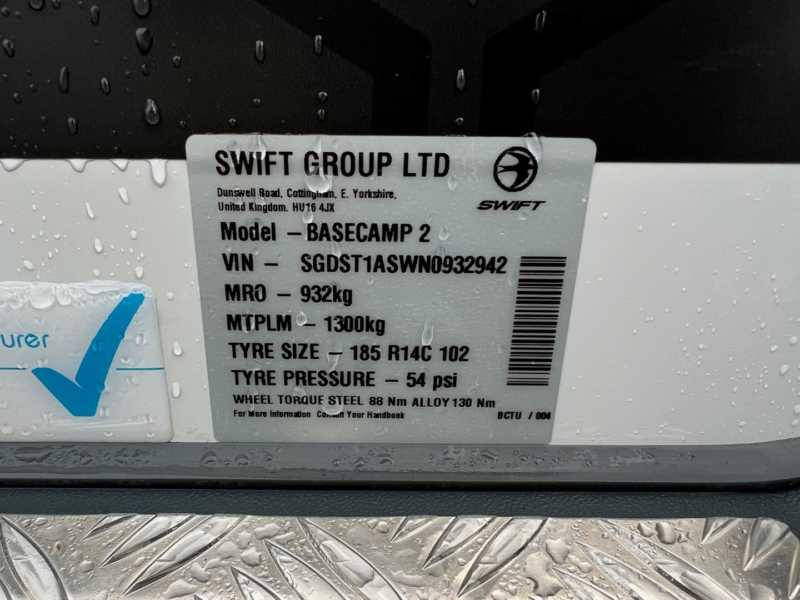 SWIFT GROUP LTD
Dunswell Road, Cottingham, E. Yorkshire,
United Kingdom. HU16 4JX
SWIFT
Model – BASECAMP 2
VIN – SGDST1ASWN0932942
MRO – 932kg
MTPLM – 1300kg
TYRE SIZE – 185 R14C 102
TYRE PRESSURE – 54 psi
WHEEL TORQUE STEEL 88 Nm ALLOY 130 Nm
For More Information Consult Your Handbook
BCTU / 004
urer